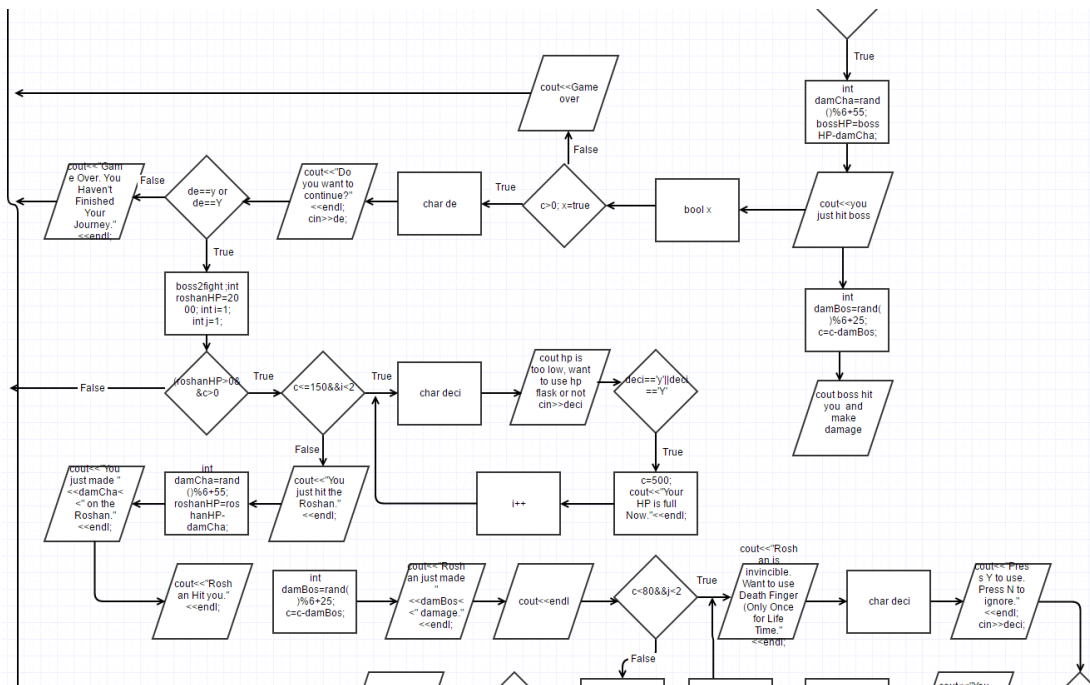 True
int
damCha=rand
()%6+55;
bossHP=boss
HP-damCha;
cout<<Game
over
False
cout<<"Gam
e Over. You
Haven't
Finished
Your
Journey."
<<endl;
False
de==y or
de==Y
cout<<"Do
you want to
continue?"
<<endl;
cin>>de;
char de
True
c>0; x=true
bool x
cout<<you
just hit boss
True
boss2fight ;int
roshanHP=20
00; int i=1;
int j=1;
int
damBos=rand(
)%6+25;
c=c-damBos;
False
(roshanHP>0&
&c>0
True
c<=150&&i<2
True
char deci
cout hp is
too low, want
to use hp
flask or not
cin>>deci
deci=='y'||deci
=='Y'
cout boss hit
you and
make
damage
True
False
cout<<"You
just made "
<<damCha<
<" on the
Roshan."
<<endl;
int
damCha=rand
()%6+55;
roshanHP=ros
hanHP-
damCha;
cout<<"You
just hit the
Roshan."
<<endl;
i++
c=500;
cout<<"Your
HP is full
Now."<<endl;
cout<<"Rosh
an Hit you."
<<endl;
int
damBos=rand(
)%6+25;
c=c-damBos;
cout<<"Rosh
an just made
"
<<damBos<
<" damage."
<<endl;
cout<<endl
c<80&&j<2
True
cout<<"Rosh
an is
invincible.
Want to use
Death Finger
(Only Once
for Life
Time."
<<endl;
char deci
cout<<"Pres
s Y to use.
Press N to
ignore."
<<endl;
cin>>deci;
False
cout<<"You